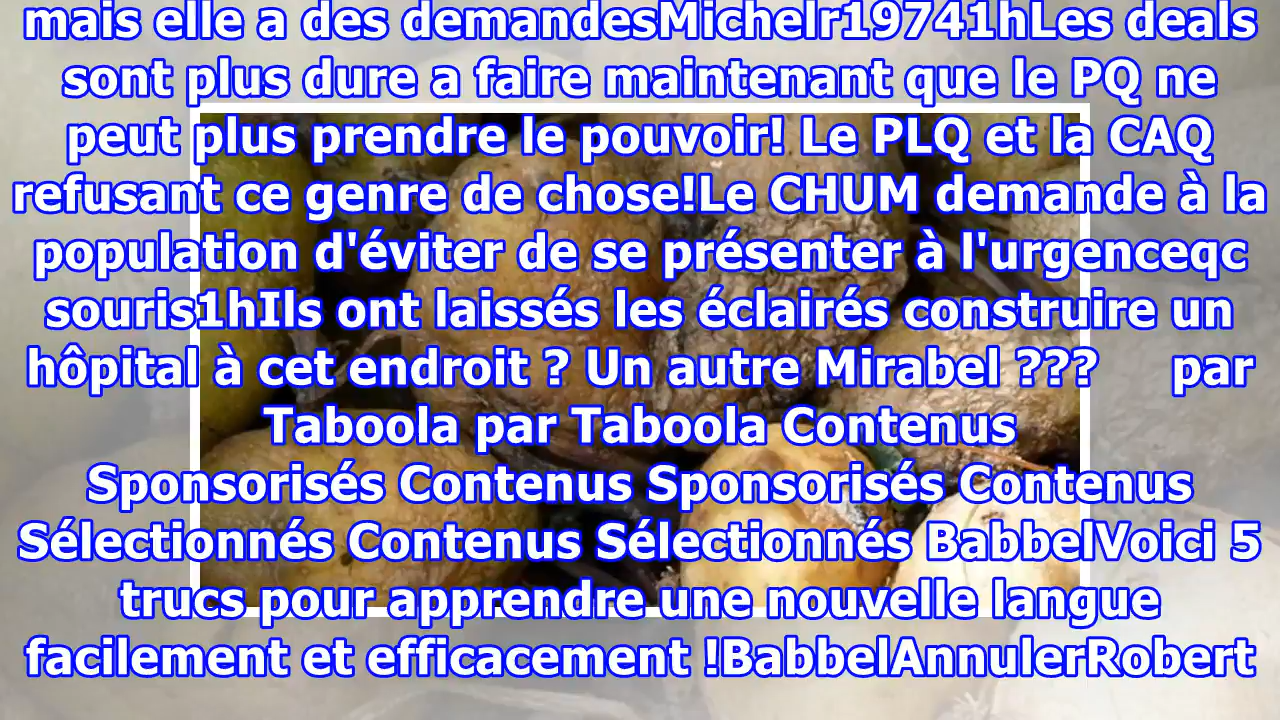 mais elle a des demandesMichelr19741hLes deals
sont plus dure a faire maintenant que le PQ ne
peut plus prendre le pouvoir! Le PLQ et la CAQ
refusant ce genre de chose!Le CHUM demande à la
population d'éviter de se présenter à l'urgenceqc
souris1hIls ont laissés les éclairés construire un
hôpital à cet endroit ? Un autre Mirabel ??? par
Taboola par Taboola Contenus
Sponsorisés Contenus Sponsorisés Contenus
Sélectionnés Contenus Sélectionnés BabbelVoici 5
trucs pour apprendre une nouvelle langue
facilement et efficacement !BabbelAnnulerRobert